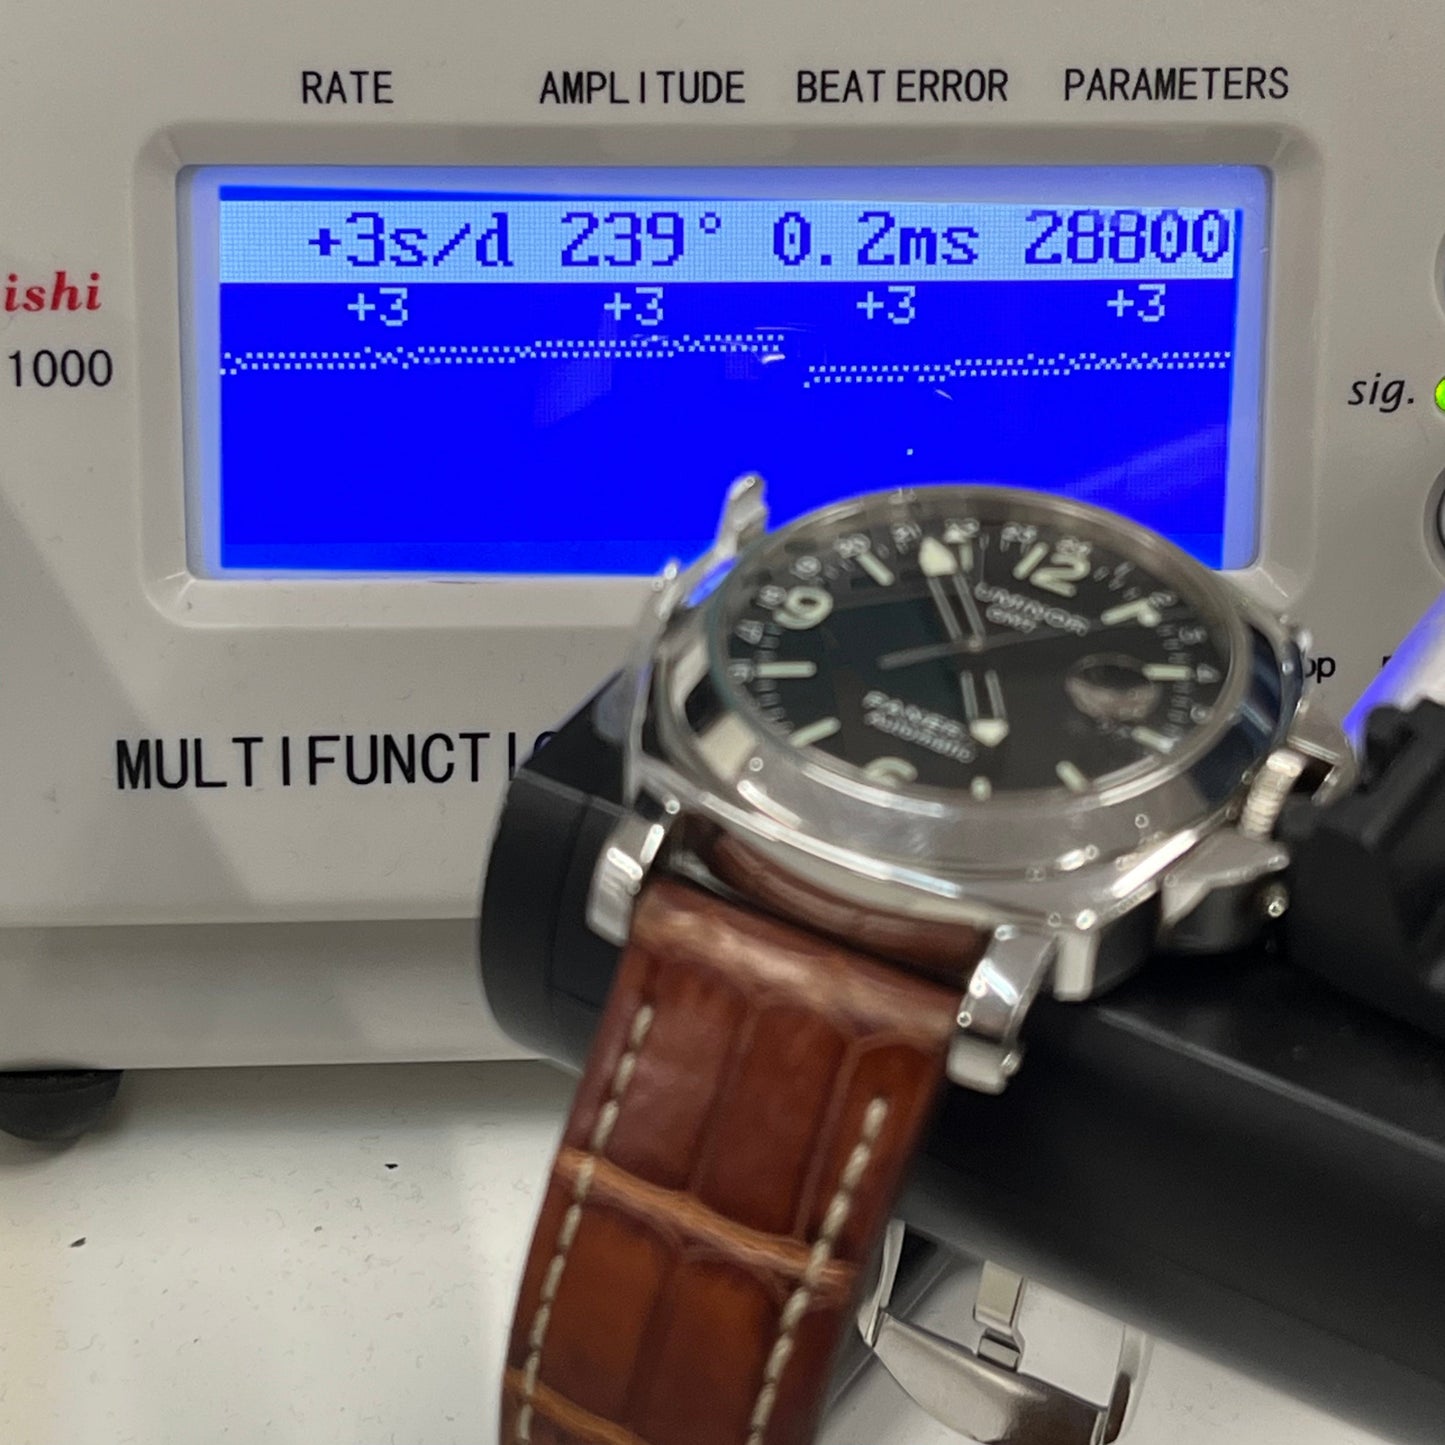 RATE AMPLITUDE BEAT ERROR PARAMETERS
+3s/d 239° 0.2ms 28800
+3 +3 +3 +3
ishi
1000
sig.
op
MULTIFUNCTI
12
9
6
LUMINOR
GMT
PANERAI
Automatic